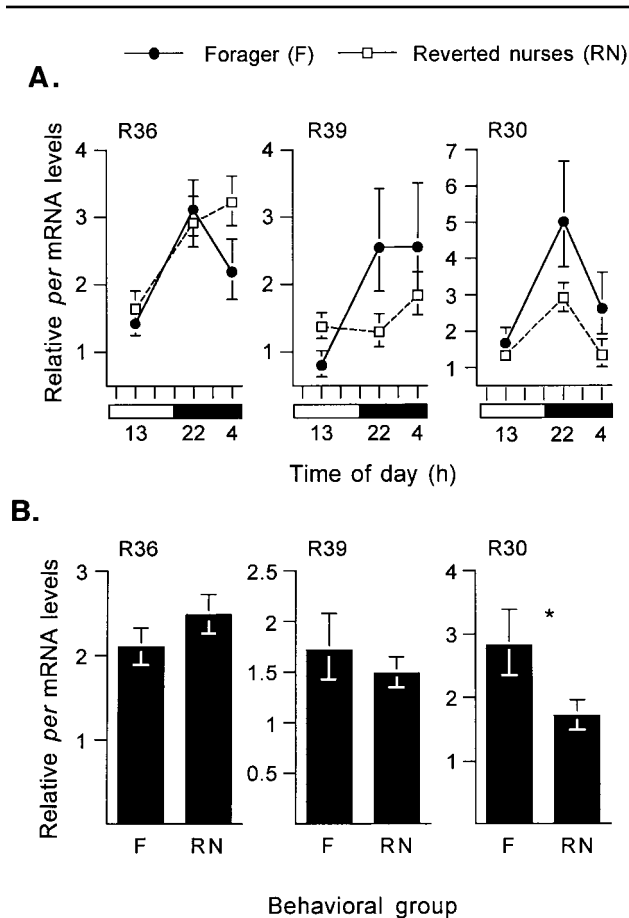 Forager (F) Reverted nurses (RN)
A.
R36 R39 R30
Relative per mRNA levels
4 4 7
6
3 3 5
4
2 2 3
2
1 1 1
13 22 4 13 22 4 13 22 4
Time of day (h)
B.
R36 R39 R30
Relative per mRNA levels
3 2.5 4
2 3
2 1.5 * 2
1 1
1 0.5
F RN F RN F RN
Behavioral group